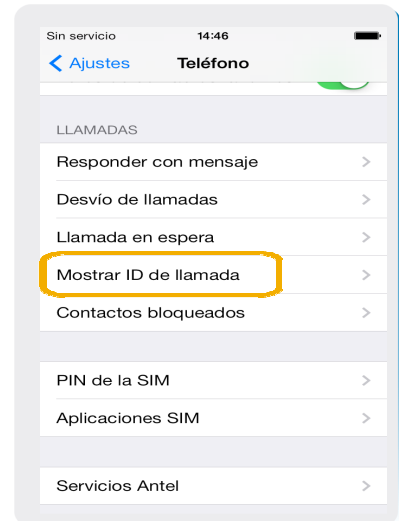 Sin servicio 14:46
Ajustes Teléfono
LLAMADAS
Responder con mensaje
Desvío de llamadas
Llamada en espera
Mostrar ID de llamada
Contactos bloqueados
PIN de la SIM
Aplicaciones SIM
Servicios Antel